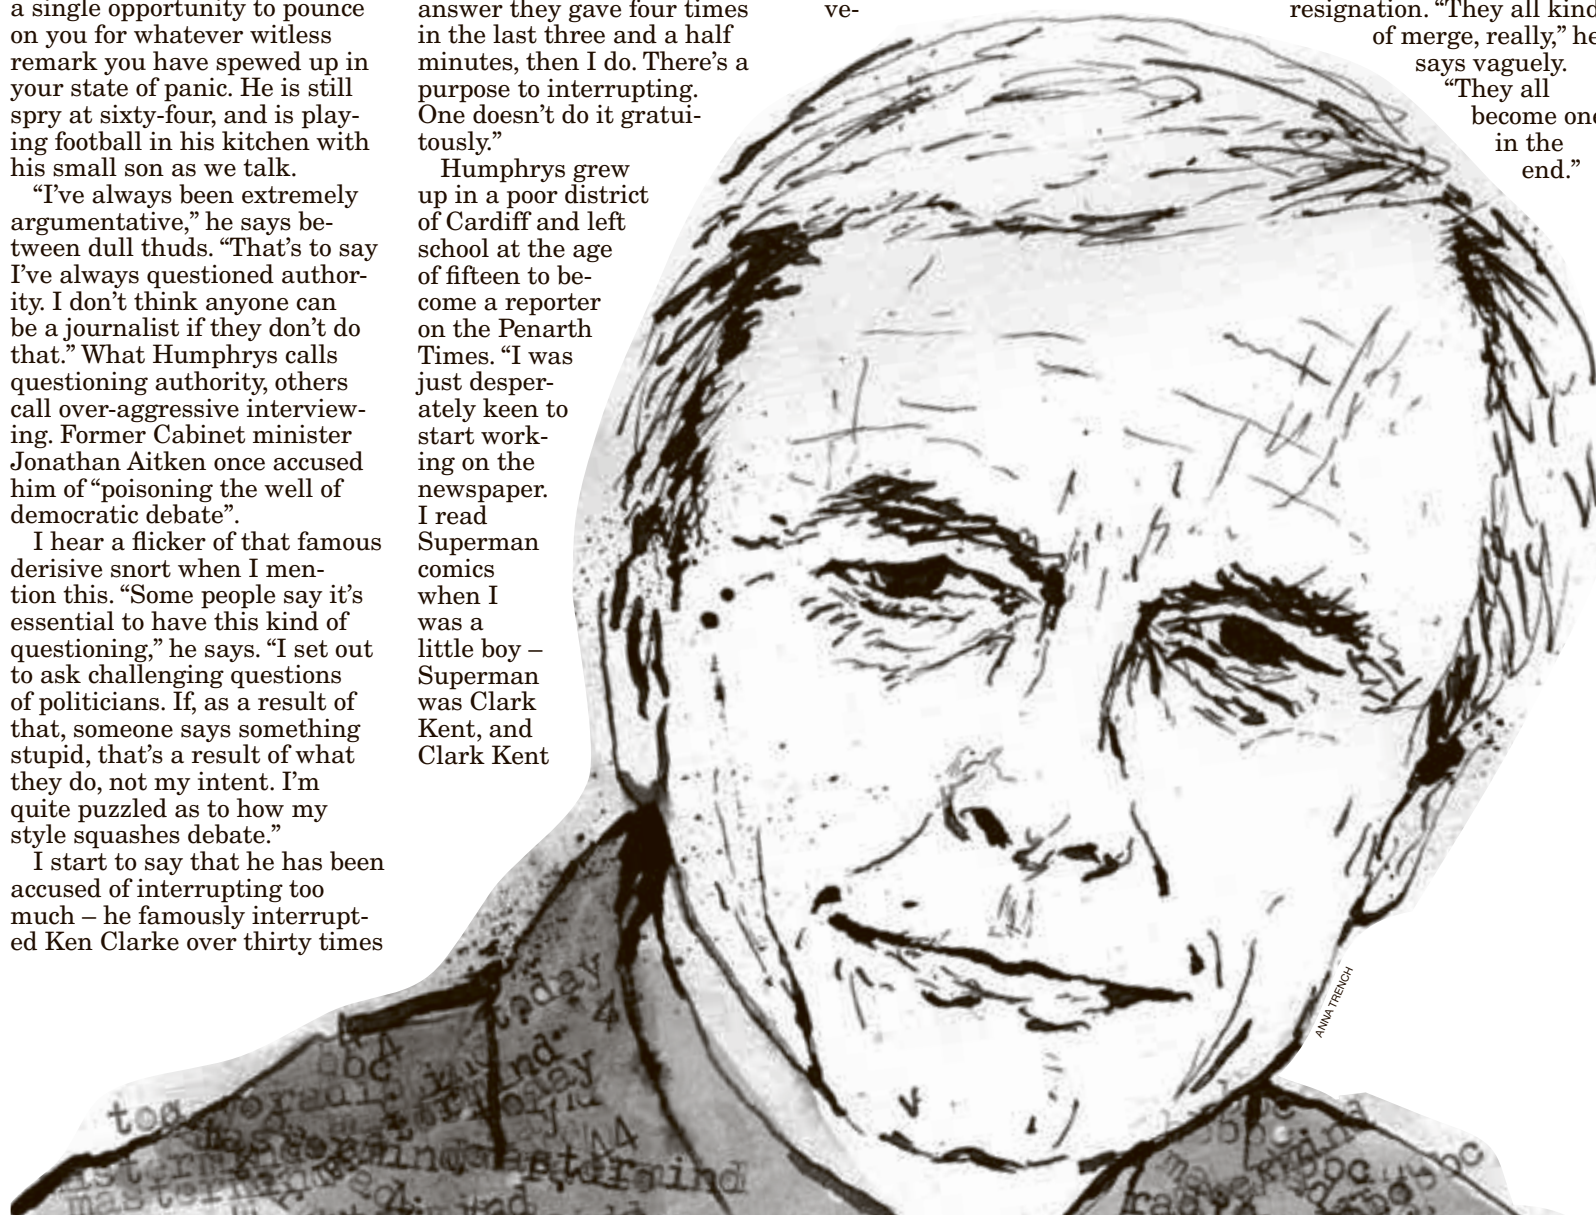 a single opportunity to pounce
on you for whatever witless
remark you have spewed up in
your state of panic. He is still
spry at sixty-four, and is play-
ing football in his kitchen with
his small son as we talk.
“I’ve always been extremely
argumentative,” he says be-
tween dull thuds. “That’s to say
I’ve always questioned author-
ity. I don’t think anyone can
be a journalist if they don’t do
that.” What Humphrys calls
questioning authority, others
call over-aggressive interview-
ing. Former Cabinet minister
Jonathan Aitken once accused
him of “poisoning the well of
democratic debate”.
I hear a flicker of that famous
derisive snort when I men-
tion this. “Some people say it’s
essential to have this kind of
questioning,” he says. “I set out
to ask challenging questions
of politicians. If, as a result of
that, someone says something
stupid, that’s a result of what
they do, not my intent. I’m
quite puzzled as to how my
style squashes debate.”
I start to say that he has been
accused of interrupting too
much – he famously interrupt-
ed Ken Clarke over thirty times
answer they gave four times
in the last three and a half
minutes, then I do. There’s a
purpose to interrupting.
One doesn’t do it gratui-
tously.”
Humphrys grew
up in a poor district
of Cardiff and left
school at the age
of fifteen to be-
come a reporter
on the Penarth
Times. “I was
just desper-
ately keen to
start work-
ing on the
newspaper.
I read
Superman
comics
when I
was a
little boy –
Superman
was Clark
Kent, and
Clark Kent
ve-
resignation. “They all kind
of merge, really,” he
says vaguely.
“They all
become one
in the
end.”
ANNA TRENCH
today
4
bbc 4
mastermind